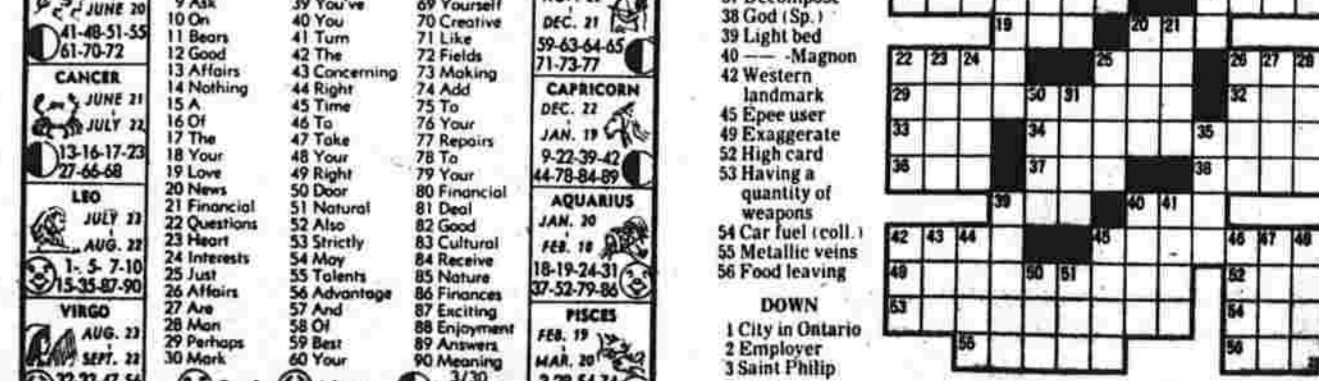 JUNE 20
41-48-51-55
61-70-72
CANCER
JUNE 21
JULY 22
13-16-17-23
27-66-68
LEO
JULY 23
AUG. 22
1- 5- 7-10
15-35-87-90
VIRGO
AUG. 23
SEPT. 22
9 Ask
10 On
11 Bears
12 Good
13 Affairs
14 Nothing
15 A
16 Of
17 The
18 Your
19 Love
20 News
21 Financial
22 Questions
23 Heart
24 Interests
25 Just
26 Affairs
27 Are
28 Man
29 Perhaps
30 Mark
39 You've
40 You
41 Turn
42 The
43 Concerning
44 Right
45 Time
46 To
47 Take
48 Your
49 Right
50 Door
51 Natural
52 Also
53 Strictly
54 May
55 Talents
56 Advantage
57 And
58 Of
59 Best
60 Your
69 Yourself
70 Creative
71 Like
72 Fields
73 Making
74 Add
75 To
76 Your
77 Repairs
78 To
79 Your
80 Financial
81 Deal
82 Good
83 Cultural
84 Receive
85 Nature
86 Finances
87 Exciting
88 Enjoyment
89 Answers
90 Meaning
3/30
DEC. 21
59-63-64-65
71-73-77
CAPRICORN
DEC. 22
JAN. 19
9-22-39-42
44-78-84-89
AQUARIUS
JAN. 20
FEB. 18
18-19-24-31
37-52-79-86
PISCES
FEB. 19
MAR. 20
38 God (Sp.)
39 Light bed
40 —— -Magnon
42 Western
landmark
45 Epee user
49 Exaggerate
52 High card
53 Having a
quantity of
weapons
54 Car fuel (coll.)
55 Metallic veins
56 Food leaving
DOWN
1 City in Ontario
2 Employer
3 Saint Philip
19 20 21
22 23 24 25 26 27 28
29 30 31 32
33 34 35
36 37 38
39 40 41
42 43 44 45 46 47 48
49 50 51 52
53 54
55 56